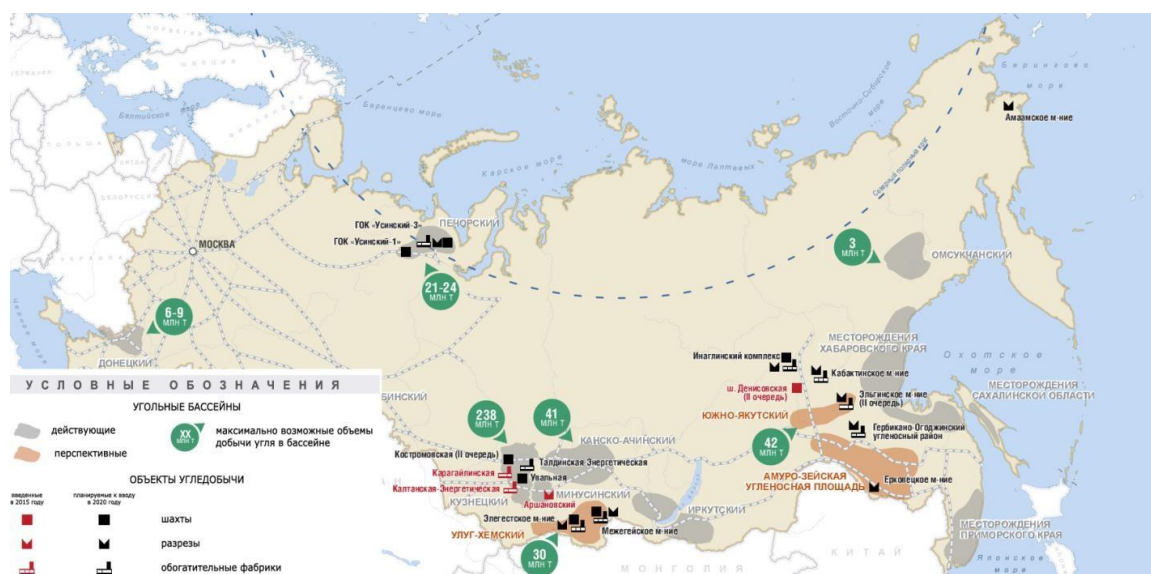 Балтийское море
Баренцево море
Карское море
море Лаптевых
Восточно-Сибирское море
Северный полярный круг
Берингово
море
Амаамское м-ние
ГОК «Усинский-3»
ПЕЧОРСКИЙ
ГОК «Усинский-1»
МОСКВА
21-24
МЛН Т
3
МЛН Т
ОМСУКЧАНСКИЙ
6-9
МЛН Т
ДОНЕЦКИЙ
МЕСТОРОЖДЕНИЯ
ХАБАРОВСКОГО КРАЯ
Охотское
море
Инаглинский комплекс
Кабактинское м-ние
ш. Денисовская
(II очередь)
Эльгинское м-ние
(II очередь)
МЕСТОРОЖДЕНИЯ
САХАЛИНСКОЙ ОБЛАСТИ
ЮЖНО-ЯКУТСКИЙ
Гербикано-Огоджинский
угленосный район
42
МЛН Т
АМУРО-ЗЕЙСКАЯ
УГЛЕНОСНАЯ ПЛОЩАДЬ
Ерковецкое м-ние
МЕСТОРОЖДЕНИЯ
ПРИМОРСКОГО КРАЯ
Японское
море
КИТАЙ
МОНГОЛИЯ
БИНСКИЙ
238
МЛН Т
41
МЛН Т
КАНСКО-АЧИНСКИЙ
Костромовская (II очередь)
Талдинская-Энергетическая
Карагайлинская
Увальная
Калтанская-Энергетическая
КУЗНЕЦКИЙ
МИНУСИНСКИЙ
Аршановский
ИРКУТСКИЙ
Элегестское м-ние
Межегейское м-ние
УЛУГ-ХЕМСКИЙ
30
МЛН Т
УСЛОВНЫЕ ОБОЗНАЧЕНИЯ
УГОЛЬНЫЕ БАССЕЙНЫ
действующие
перспективные
XX
МЛН Т
максимально возможные объемы
добычи угля в бассейне
ОБЪЕКТЫ УГЛЕДОБЫЧИ
введенные
в 2015 году
планируемые к вводу
в 2020 году
шахты
разрезы
обогатительные фабрики